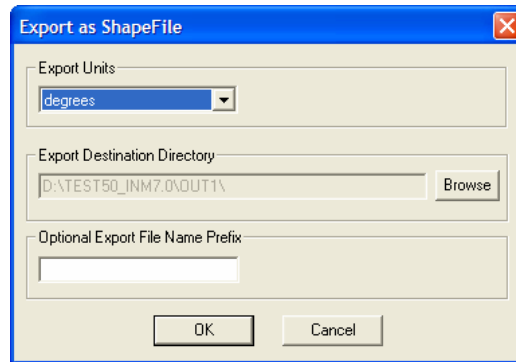 Export as ShapeFile
Export Units
degrees
Export Destination Directory
D:\TEST50_INM7.0\OUT1\
Browse
Optional Export File Name Prefix
OK
Cancel